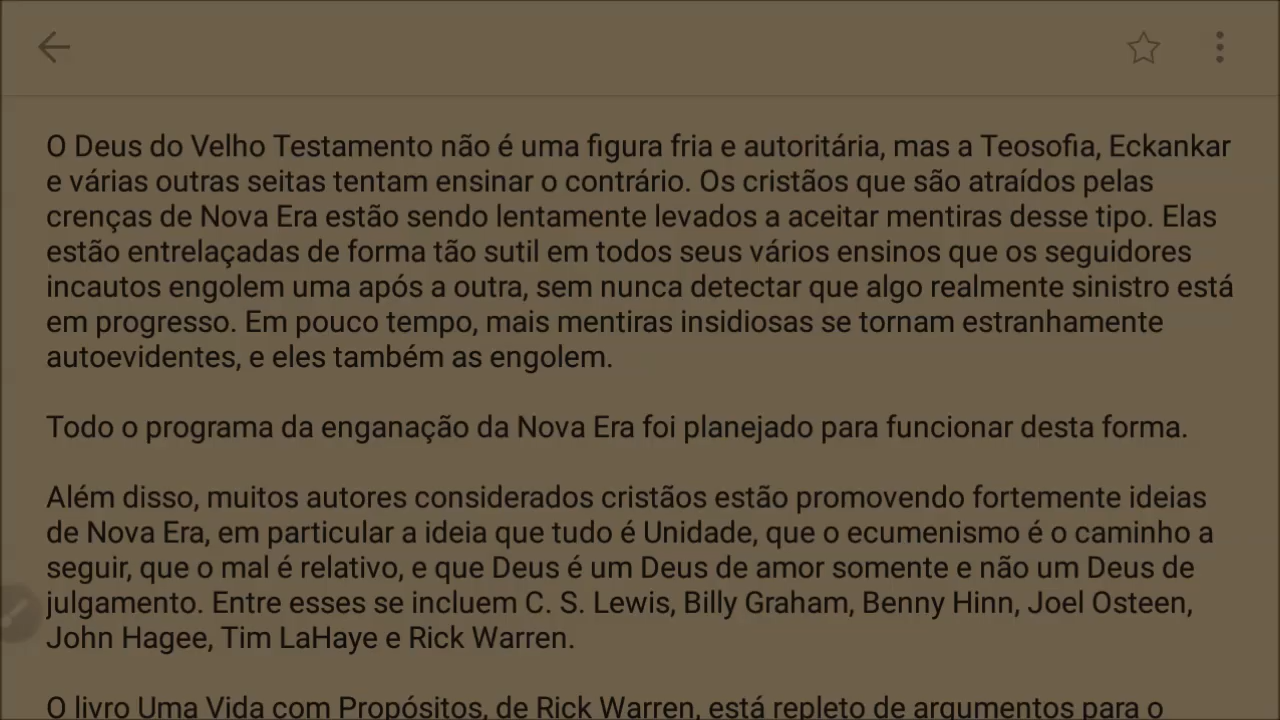 O Deus do Velho Testamento não é uma figura fria e autoritária, mas a Teosofia, Eckankar
e várias outras seitas tentam ensinar o contrário. Os cristãos que são atraídos pelas
crenças de Nova Era estão sendo lentamente levados a aceitar mentiras desse tipo. Elas
estão entrelaçadas de forma tão sutil em todos seus vários ensinos que os seguidores
incautos engolem uma após a outra, sem nunca detectar que algo realmente sinistro está
em progresso. Em pouco tempo, mais mentiras insidiosas se tornam estranhamente
autoevidentes, e eles também as engolem.
Todo o programa da enganação da Nova Era foi planejado para funcionar desta forma.
Além disso, muitos autores considerados cristãos estão promovendo fortemente ideias
de Nova Era, em particular a ideia que tudo é Unidade, que o ecumenismo é o caminho a
seguir, que o mal é relativo, e que Deus é um Deus de amor somente e não um Deus de
julgamento. Entre esses se incluem C. S. Lewis, Billy Graham, Benny Hinn, Joel Osteen,
John Hagee, Tim LaHaye e Rick Warren.
O livro Uma Vida com Propósitos, de Rick Warren, está repleto de argumentos para o